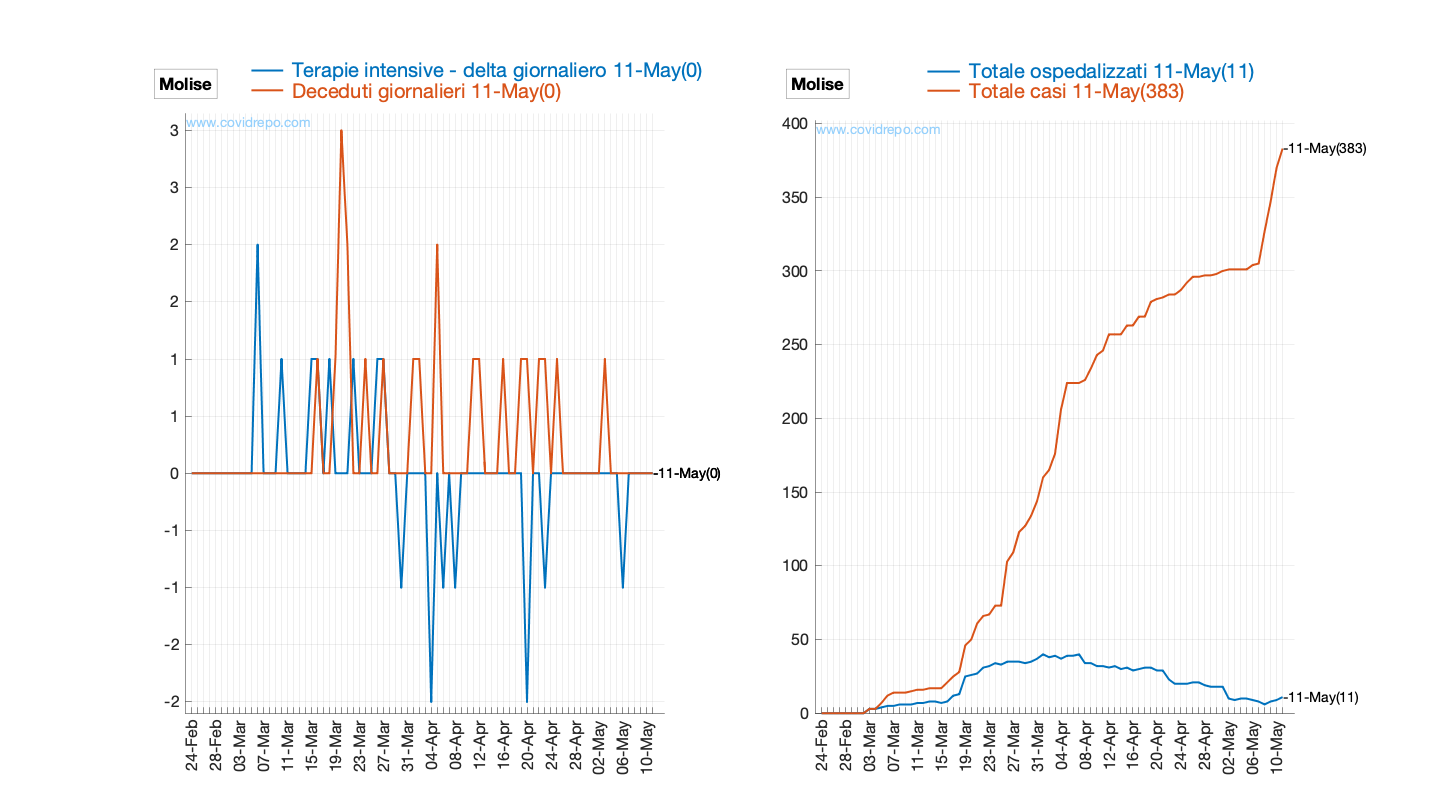 Molise
Terapie intensive - delta giornaliero 11-May(0)
Deceduti giornalieri 11-May(0)
www.covidrepo.com
3
3
2
2
1
1
0
-1
-1
-2
-2
-11-May(0)
24-Feb
28-Feb
03-Mar
07-Mar
11-Mar
15-Mar
19-Mar
23-Mar
27-Mar
31-Mar
04-Apr
08-Apr
12-Apr
16-Apr
20-Apr
24-Apr
28-Apr
02-May
06-May
10-May
Molise
Totale ospedalizzati 11-May(11)
Totale casi 11-May(383)
www.covidrepo.com
400
350
300
250
200
150
100
50
0
-11-May(383)
-11-May(11)
24-Feb
28-Feb
03-Mar
07-Mar
11-Mar
15-Mar
19-Mar
23-Mar
27-Mar
31-Mar
04-Apr
08-Apr
12-Apr
16-Apr
20-Apr
24-Apr
28-Apr
02-May
06-May
10-May